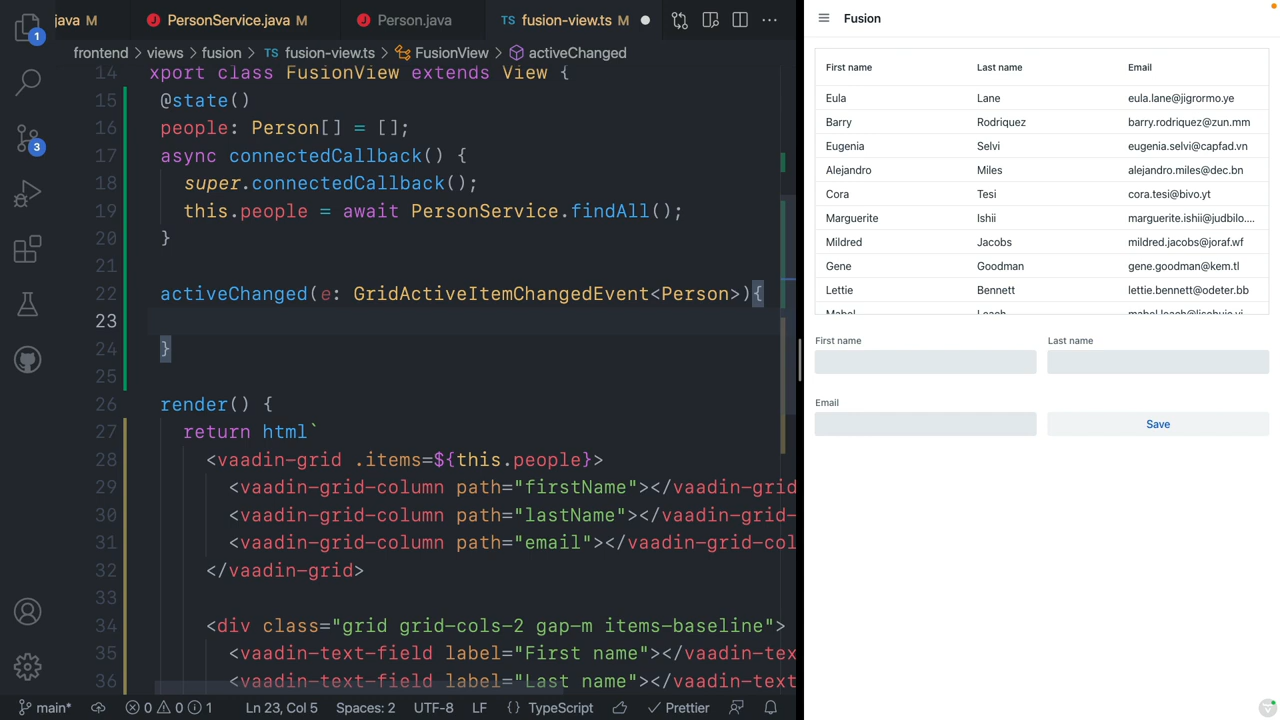 java M
PersonService.java M
Person.java
TS fusion-view.ts M
frontend > views > fusion > TS fusion-view.ts > FusionView > activeChanged
14 xport class FusionView extends View {
15 @state()
16 people: Person[] = [];
17 async connectedCallback() {
18 super.connectedCallback();
19 this.people = await PersonService.findAll();
20 }
21
22 activeChanged(e: GridActiveItemChangedEvent<Person>){
23
24 }
25
26 render() {
27 return html`
28 <vaadin-grid .items=${this.people}>
29 <vaadin-grid-column path="firstName"></vaadin-grid
30 <vaadin-grid-column path="lastName"></vaadin-grid-
31 <vaadin-grid-column path="email"></vaadin-grid-col
32 </vaadin-grid>
33
34 <div class="grid grid-cols-2 gap-m items-baseline">
35 <vaadin-text-field label="First name"></vaadin-tex
36 <vaadin-text-field label="Last name"></vaadin-text
1
3
main* 0 0 1 Ln 23, Col 5 Spaces: 2 UTF-8 LF {} TypeScript Prettier
Fusion
First name Last name Email
Eula Lane eula.lane@jigrormo.ye
Barry Rodriquez barry.rodriquez@zun.mm
Eugenia Selvi eugenia.selvi@capfad.vn
Alejandro Miles alejandro.miles@dec.bn
Cora Tesi cora.tesi@bivo.yt
Marguerite Ishii marguerite.ishii@judbilo....
Mildred Jacobs mildred.jacobs@joraf.wf
Gene Goodman gene.goodman@kem.tl
Lettie Bennett lettie.bennett@odeter.bb
Mabel Leach
First name Last name
Email
Save